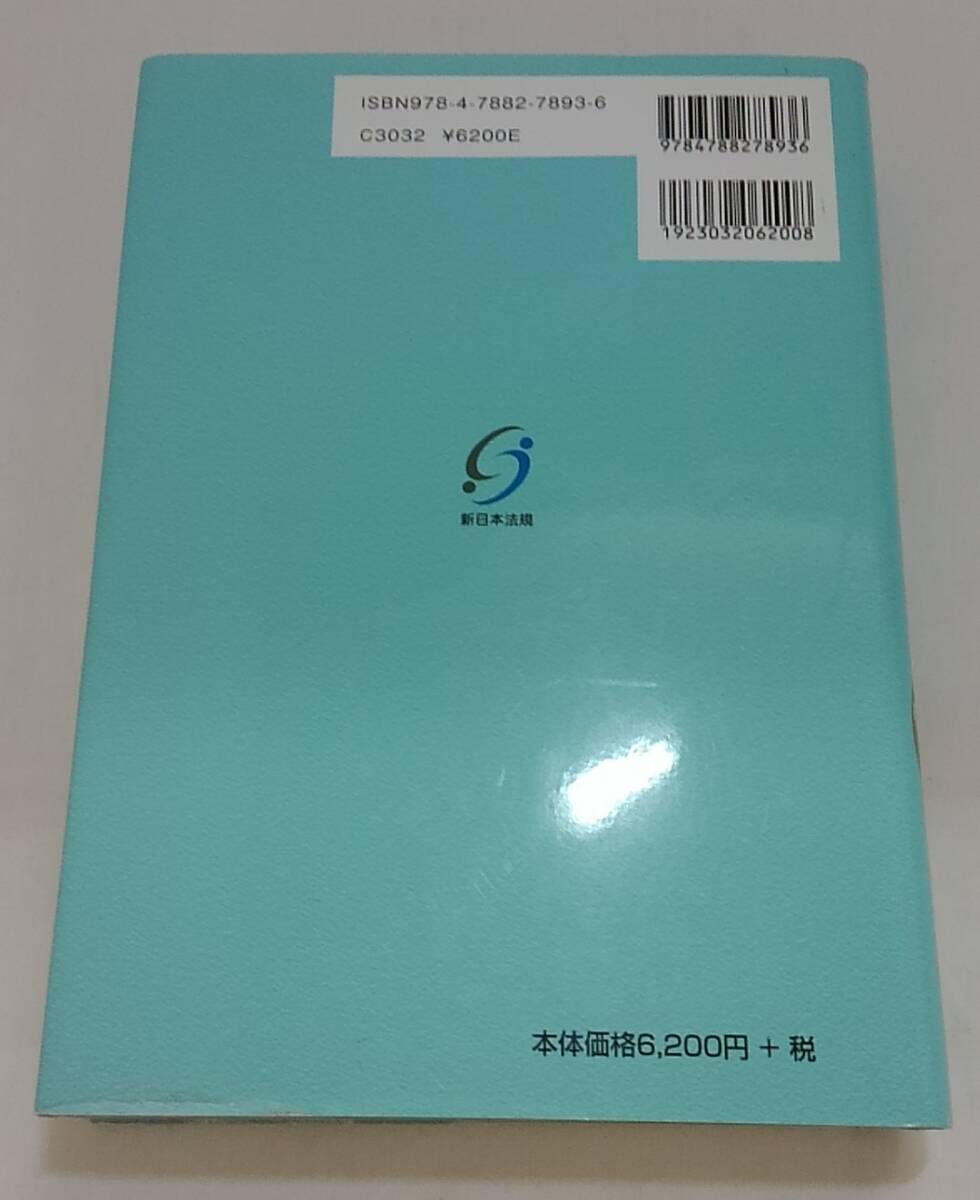 ISBN978-4-7882-7893-6
C3032 ¥6200E
9784788278936
1923032062008
新日本法規
本体価格6,200円 + 税